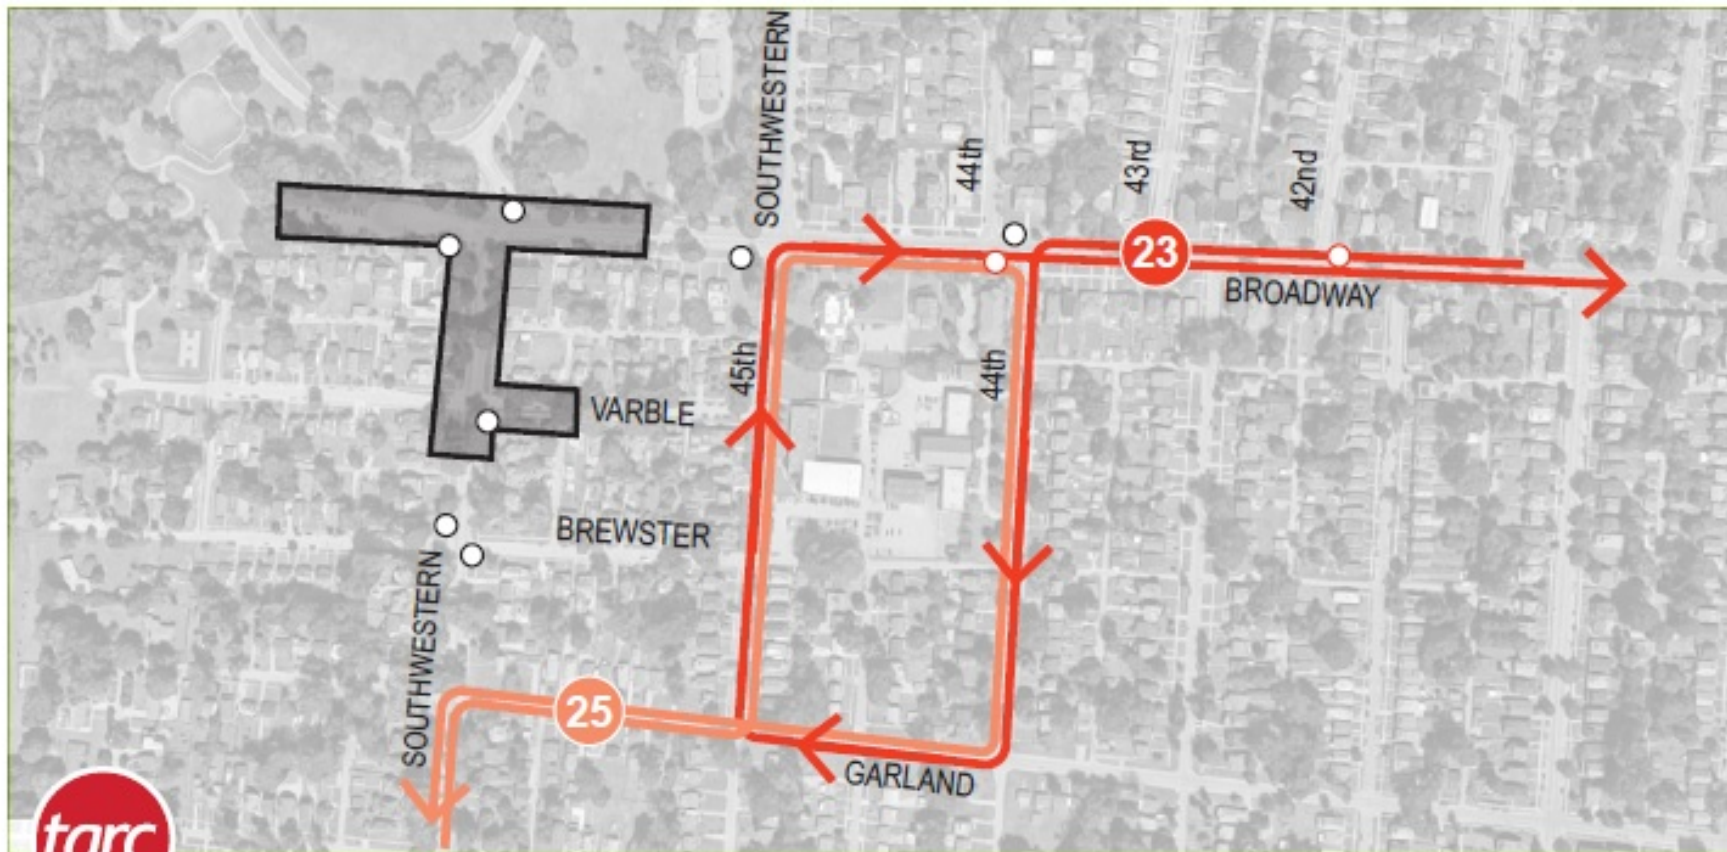 SOUTHWESTERN
44th
43rd
42nd
23
BROADWAY
45th
44th
VARBLE
BREWSTER
SOUTHWESTERN
25
GARLAND
tarc